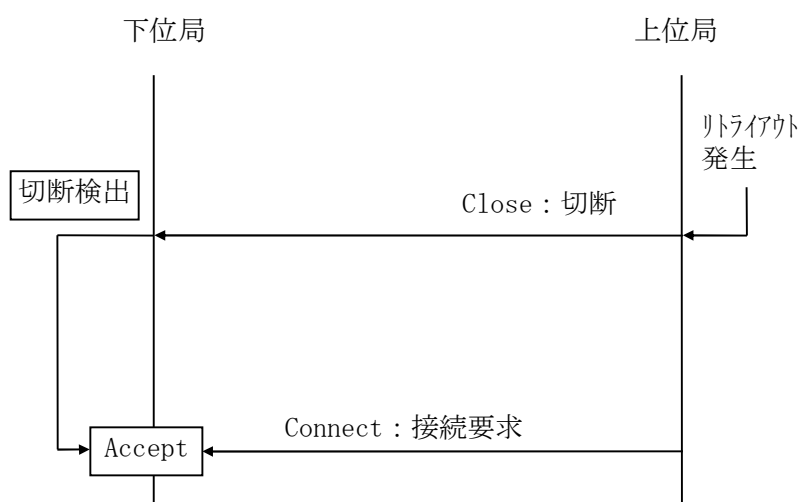 下位局
上位局
ﾘﾄﾗｲｱｳﾄ
発生
切断検出
Close：切断
Connect：接続要求
Accept